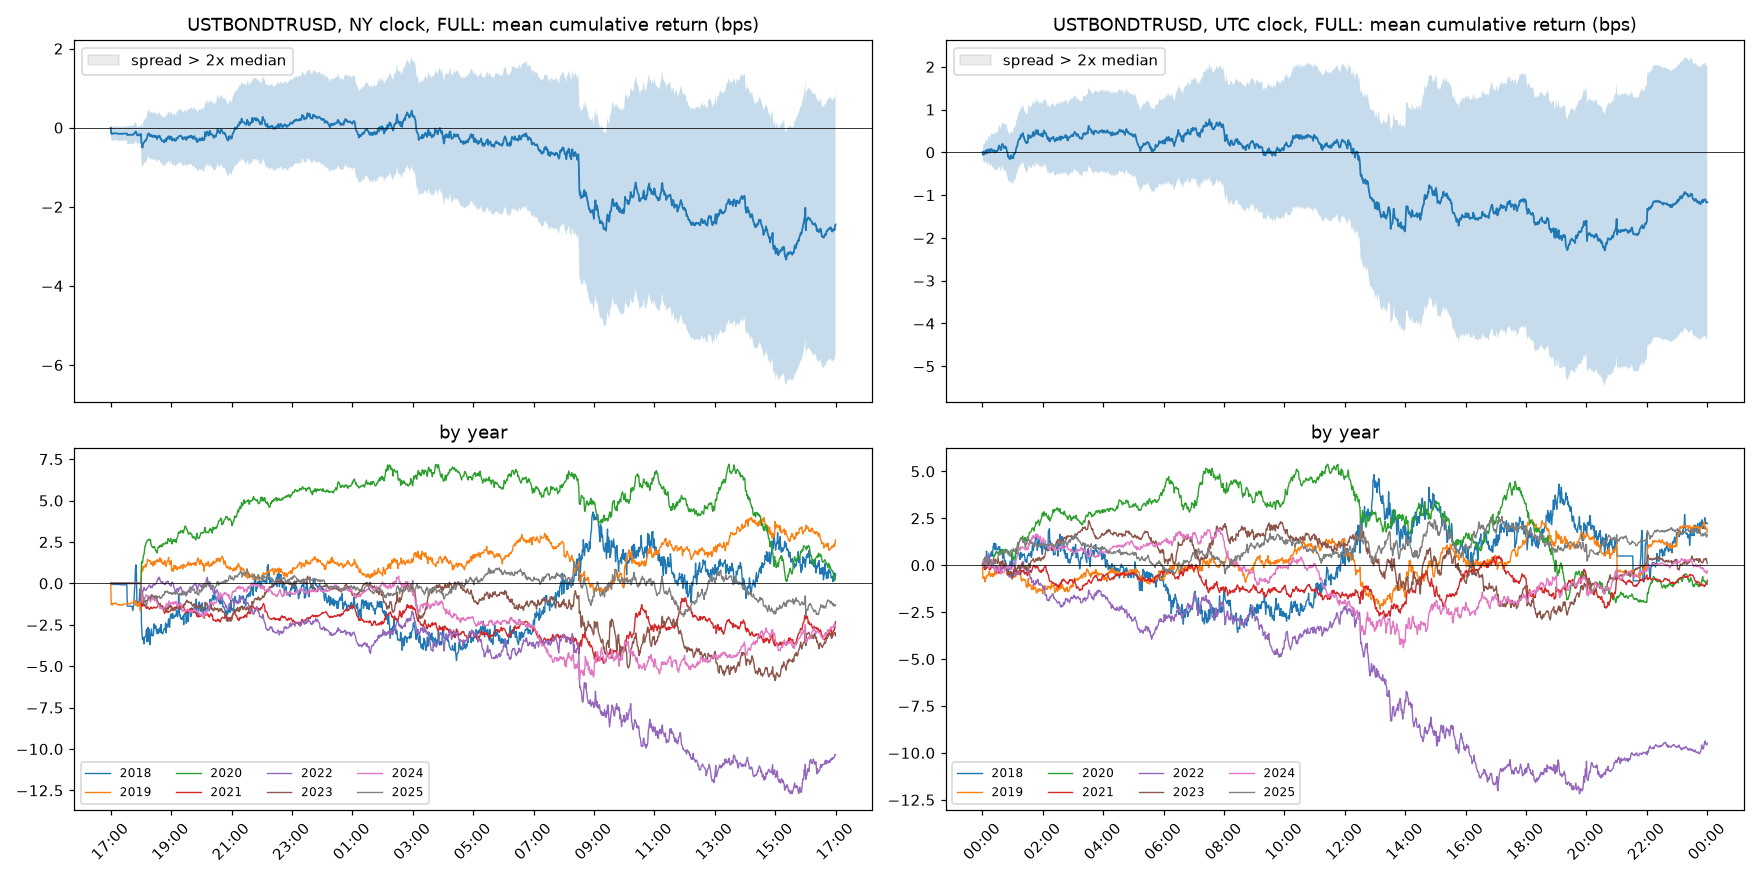 USTBONDTRUSD, NY clock, FULL: mean cumulative return (bps)
spread > 2x median
2
0
−2
−4
−6
USTBONDTRUSD, UTC clock, FULL: mean cumulative return (bps)
spread > 2x median
2
1
0
−1
−2
−3
−4
−5
by year
7.5
5.0
2.5
0.0
−2.5
−5.0
−7.5
−10.0
−12.5
2018 2020 2022 2024
2019 2021 2023 2025
17:00 19:00 21:00 23:00 01:00 03:00 05:00 07:00 09:00 11:00 13:00 15:00 17:00
by year
5.0
2.5
0.0
−2.5
−5.0
−7.5
−10.0
−12.5
2018 2020 2022 2024
2019 2021 2023 2025
00:00 02:00 04:00 06:00 08:00 10:00 12:00 14:00 16:00 18:00 20:00 22:00 00:00